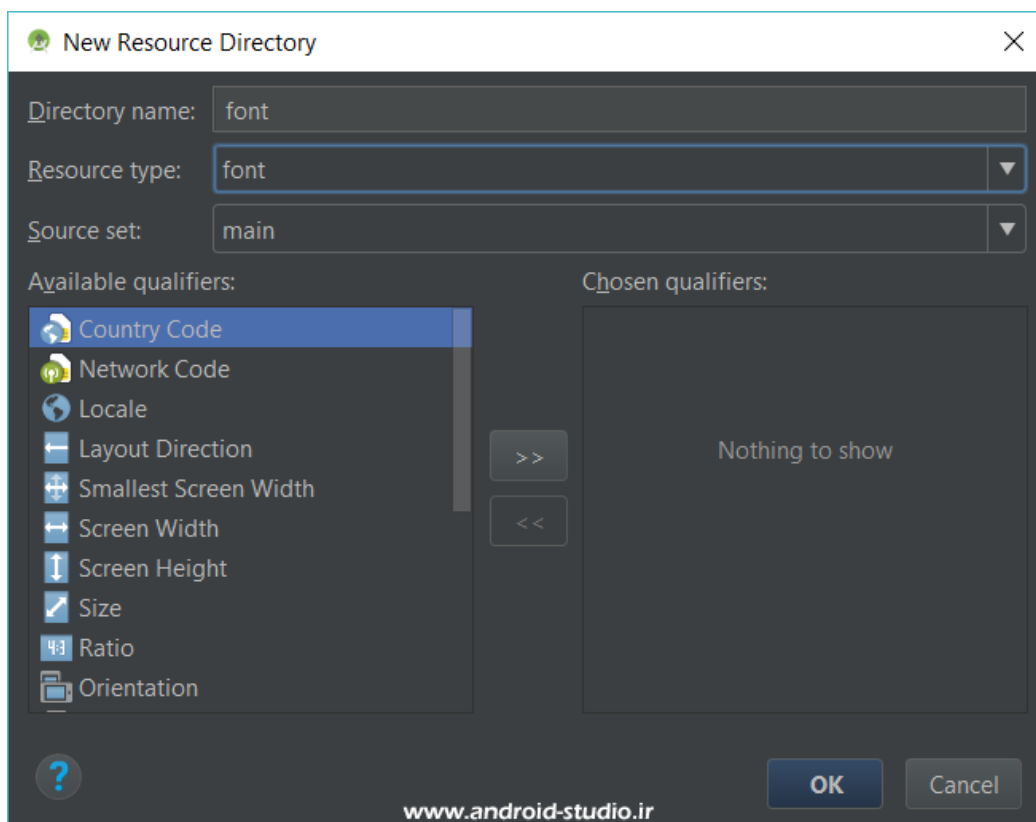 New Resource Directory
Directory name: font
Resource type: font
Source set: main
Available qualifiers:
Country Code
Network Code
Locale
Layout Direction
Smallest Screen Width
Screen Width
Screen Height
Size
4:3 Ratio
Orientation
>>
<<
Chosen qualifiers:
Nothing to show
?
OK
Cancel
www.android-studio.ir